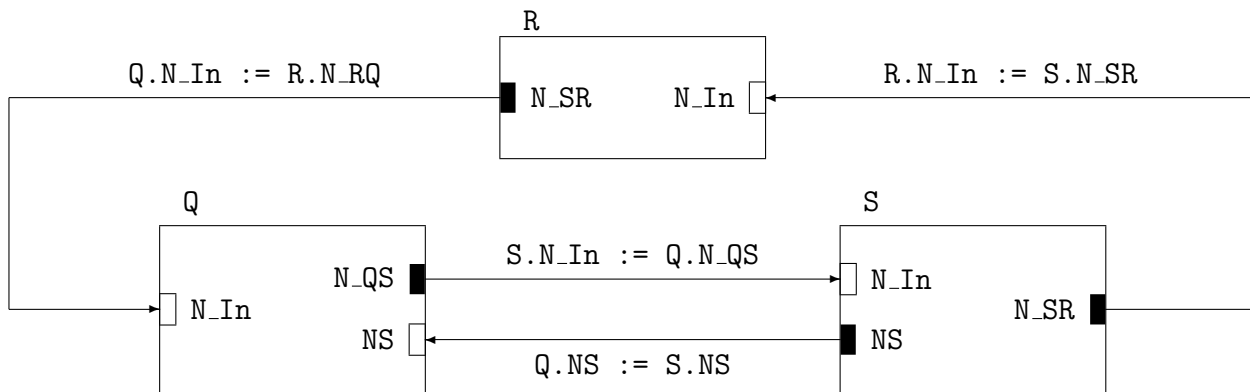 R
Q.N_In := R.N_RQ
R.N_In := S.N_SR
N_SR
N_In
Q
S
S.N_In := Q.N_QS
N_QS
N_In
N_In
N_SR
NS
NS
Q.NS := S.NS